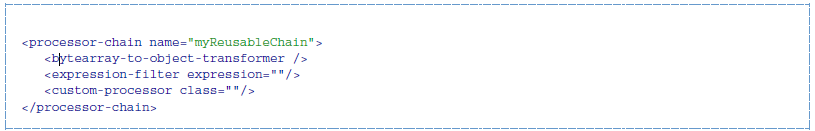 <processor-chain name="myReusableChain">
<bytearray-to-object-transformer />
<expression-filter expression=""/>
<custom-processor class=""/>
</processor-chain>